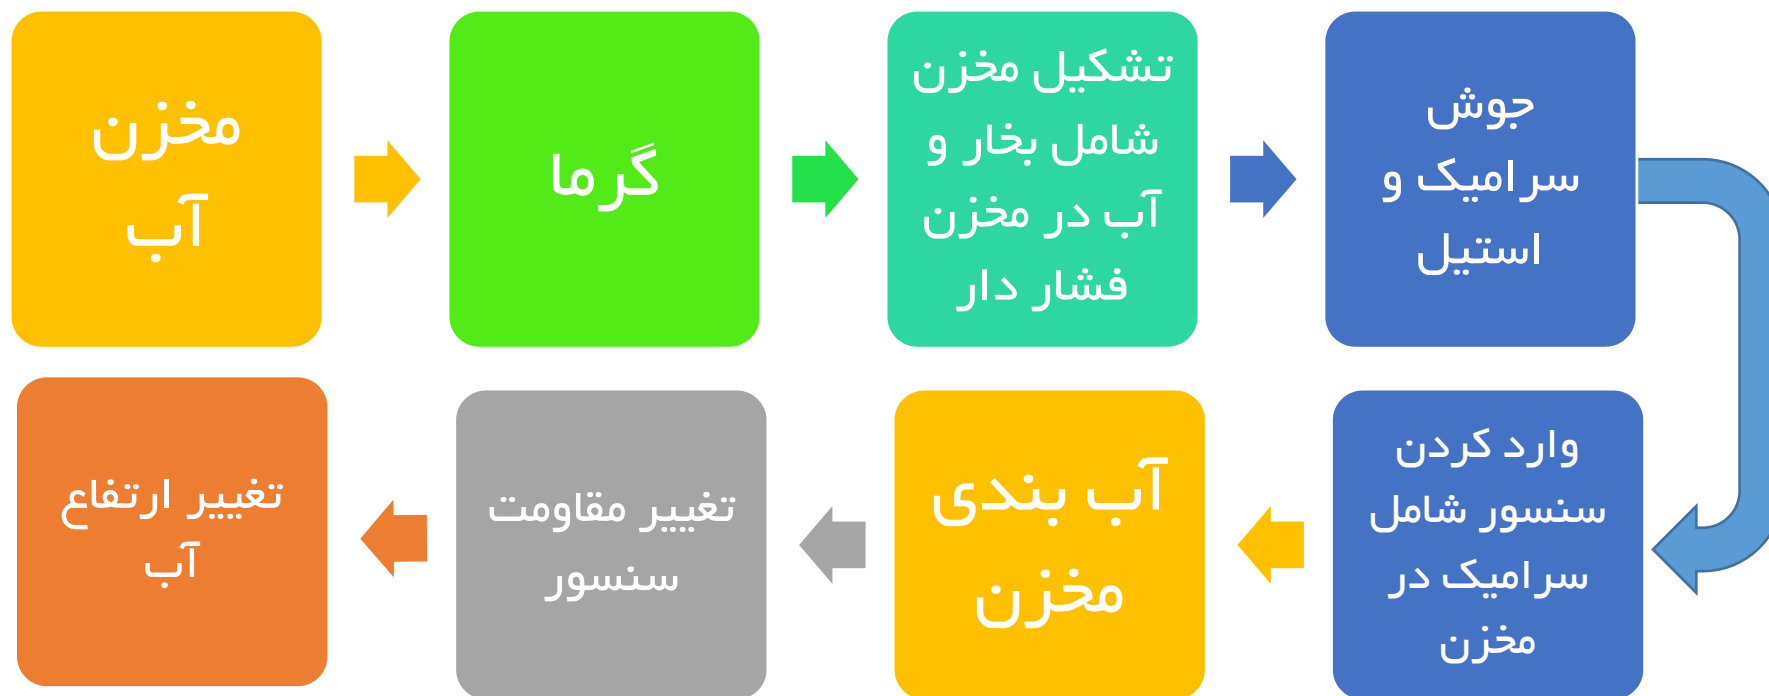 مخزن
آب
گرما
تشکیل مخزن
شامل بخار و
آب در مخزن
فشار دار
جوش
سرامیک و
استیل
وارد کردن
سنسور شامل
سرامیک در
مخزن
آب بندی
مخزن
تغییر مقاومت
سنسور
تغییر ارتفاع
آب